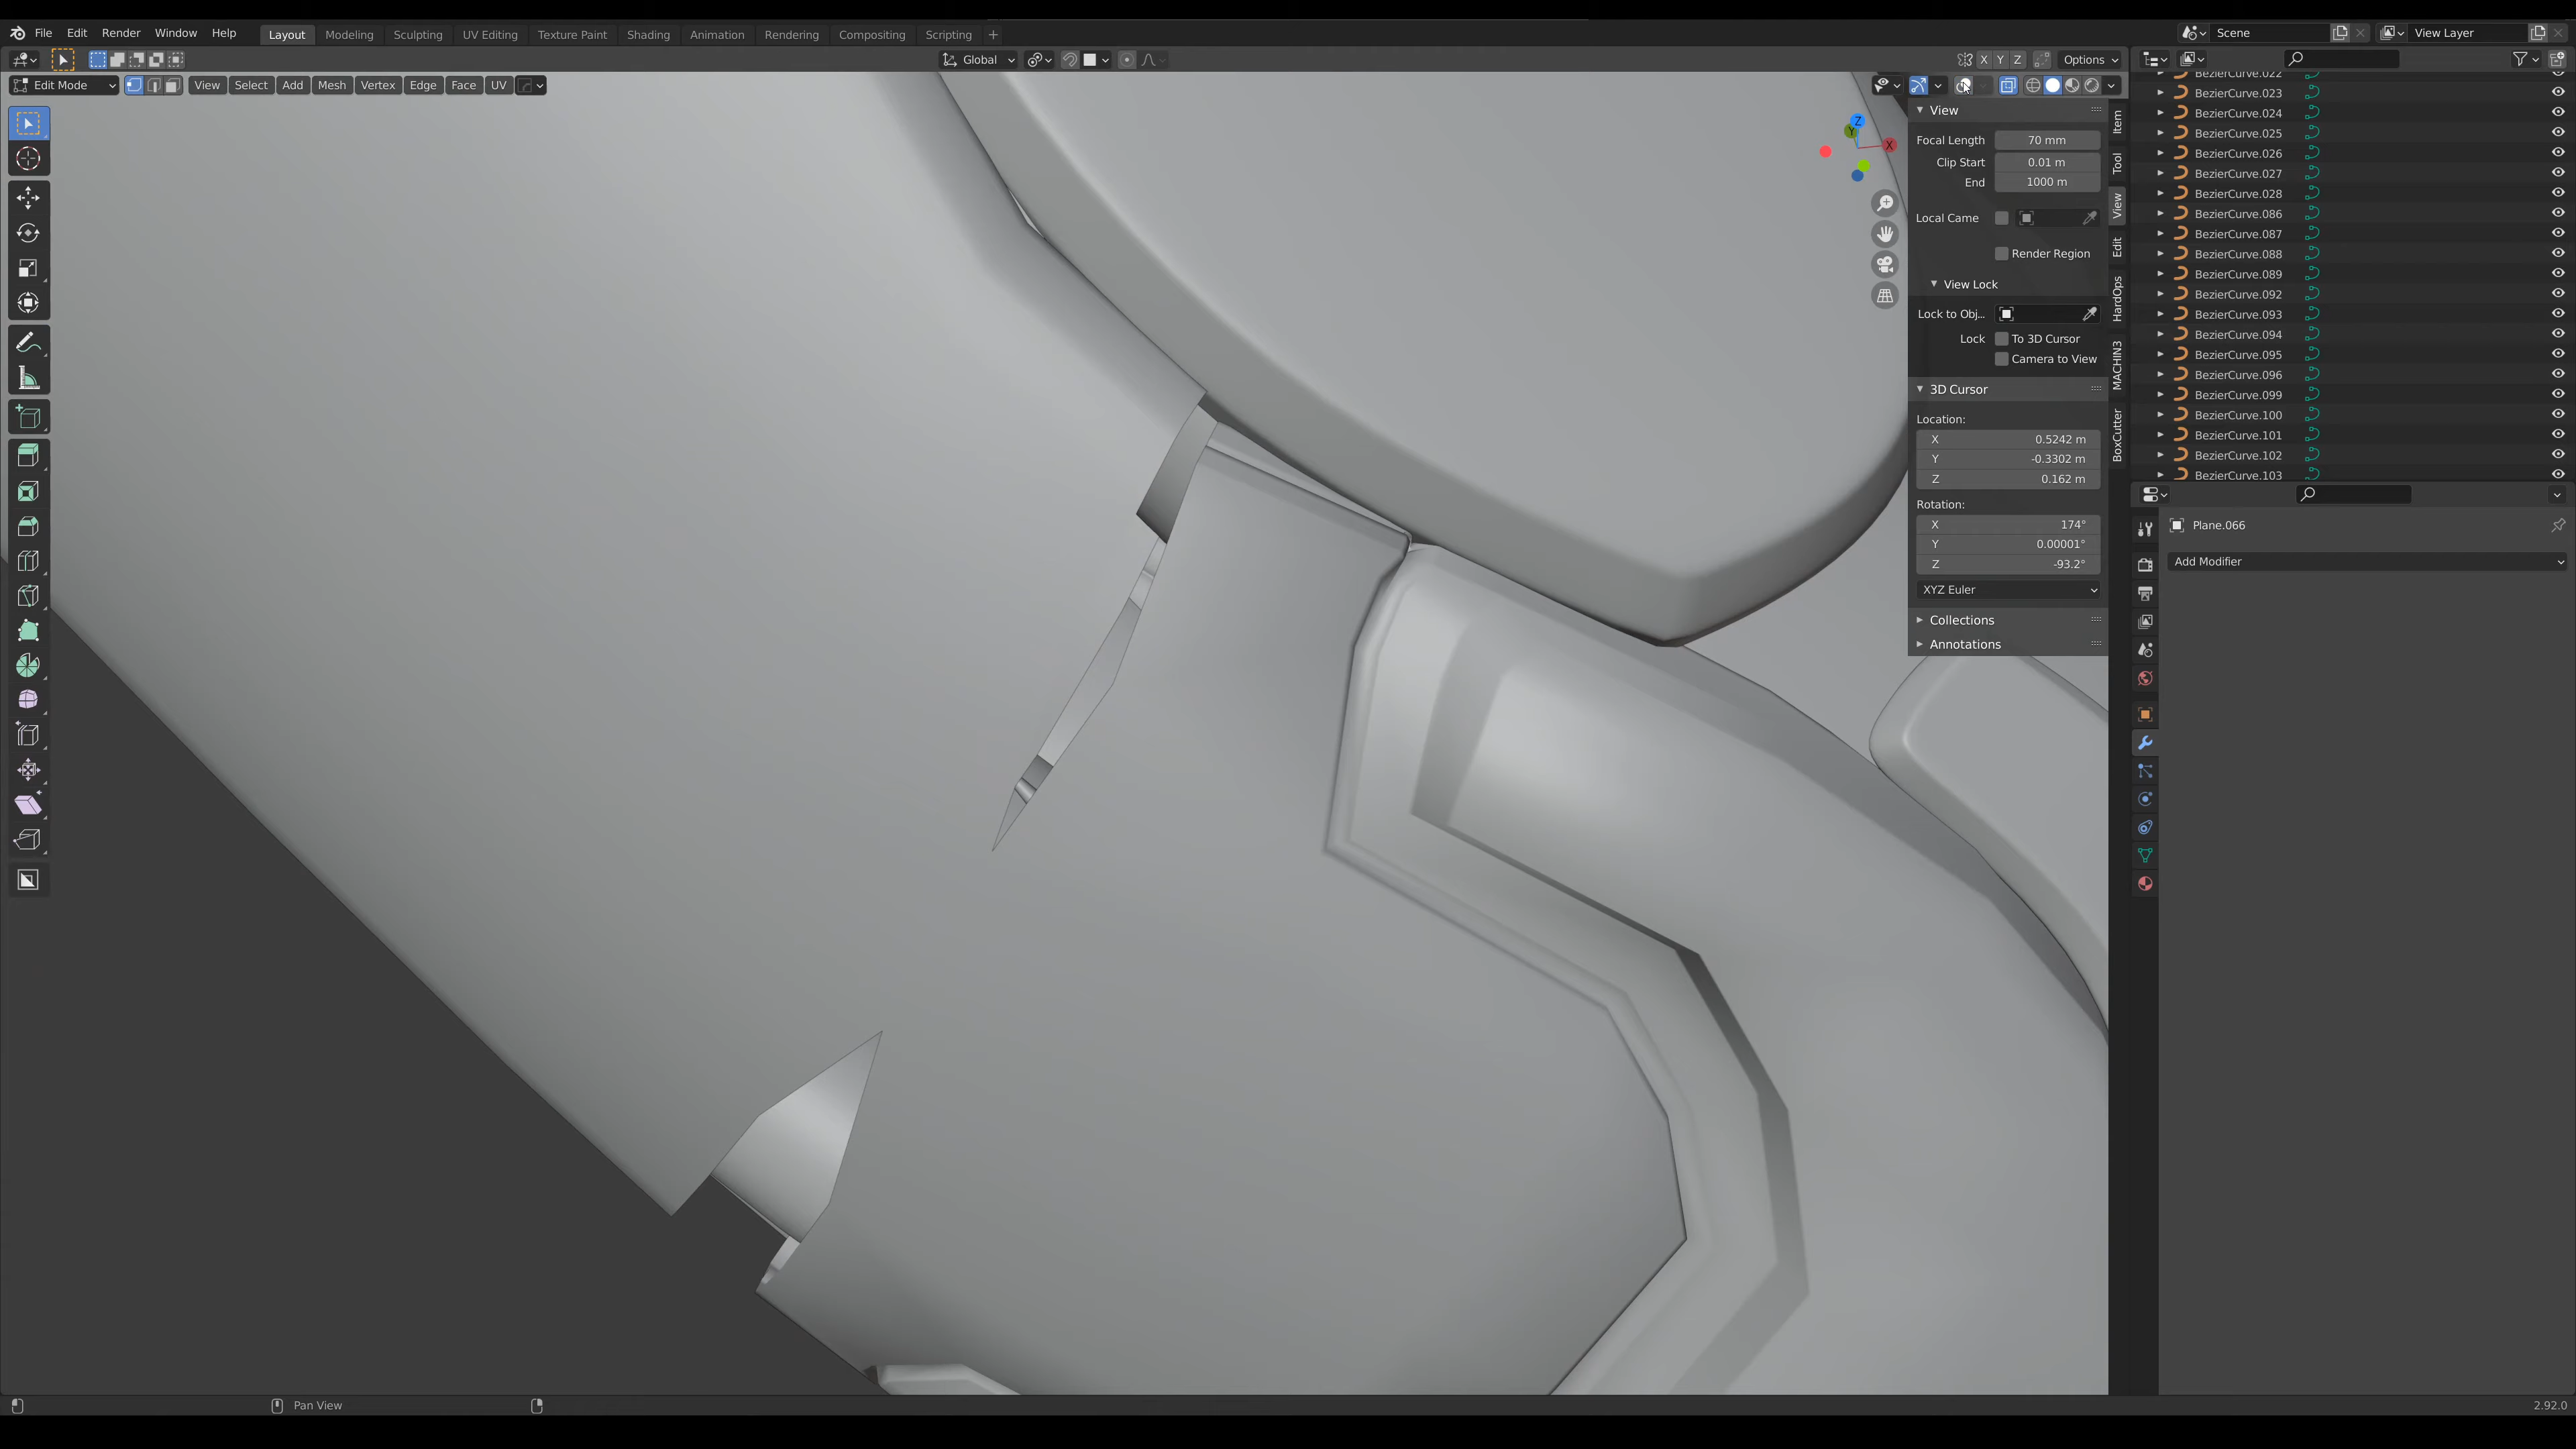 File Edit Render Window Help Layout Modeling Sculpting UV Editing Texture Paint Shading Animation Rendering Compositing Scripting + Scene View Layer
Global X Y Z Options
Edit Mode View Select Add Mesh Vertex Edge Face UV
BezierCurve.022
BezierCurve.023
BezierCurve.024
BezierCurve.025
BezierCurve.026
BezierCurve.027
BezierCurve.028
BezierCurve.086
BezierCurve.087
BezierCurve.088
BezierCurve.089
BezierCurve.092
BezierCurve.093
BezierCurve.094
BezierCurve.095
BezierCurve.096
BezierCurve.099
BezierCurve.100
BezierCurve.101
BezierCurve.102
BezierCurve.103
Z
Y
X
View
Focal Length 70 mm
Clip Start 0.01 m
End 1000 m
Local Came
Render Region
View Lock
Lock to Obj...
Lock To 3D Cursor
Camera to View
3D Cursor
Location:
X 0.5242 m
Y -0.3302 m
Z 0.162 m
Rotation:
X 174°
Y 0.00001°
Z -93.2°
XYZ Euler
Collections
Annotations
Item
Tool
View
Edit
HardOps
MACHIN3
BoxCutter
Plane.066
Add Modifier
Pan View
2.92.0